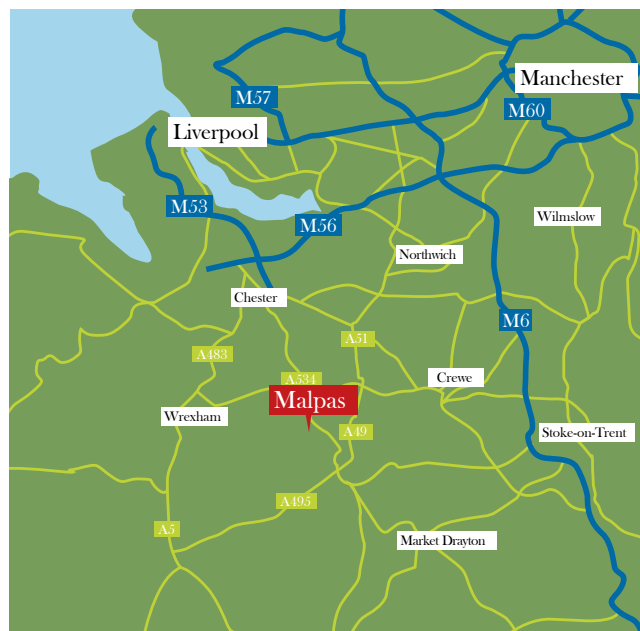 Manchester
M57
M60
Liverpool
M53
Wilmslow
M56
Northwich
Chester
M6
A51
A483
A534
Crewe
Malpas
Wrexham
A49
Stoke-on-Trent
A495
A5
Market Drayton